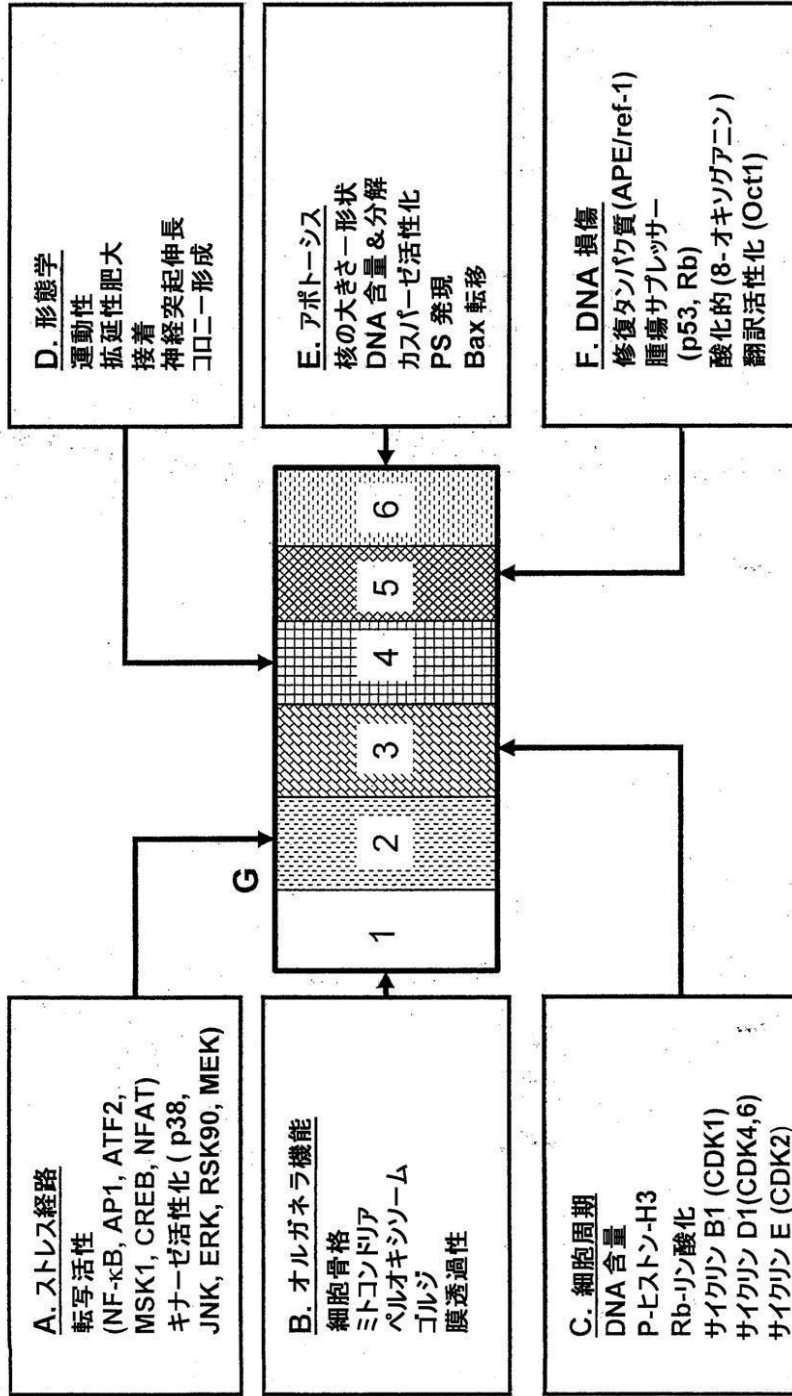 A. ストレス経路
転写活性
(NF-κB, AP1, ATF2,
MSK1, CREB, NFAT)
キナーゼ活性化 ( p38,
JNK, ERK, RSK90, MEK)
B. オルガネラ機能
細胞骨格
ミトコンドリア
ペルオキシソーム
ゴルジ
膜透過性
C. 細胞周期
DNA 含量
P-ヒストン-H3
Rb-リン酸化
サイクリン B1 (CDK1)
サイクリン D1(CDK4,6)
サイクリン E (CDK2)
G
1
2
3
4
5
6
D. 形態学
運動性
拡延性肥大
接着
神経突起伸長
コロニー形成
E. アポトーシス
核の大きさー形状
DNA 含量&分解
カスパーゼ活性化
PS 発現
Bax 転移
F. DNA 損傷
修復タンパク質(APE/ref-1)
腫瘍サプレッサー
(p53, Rb)
酸化的 (8-オキソグアニン)
翻訳活性化 (Oct1)